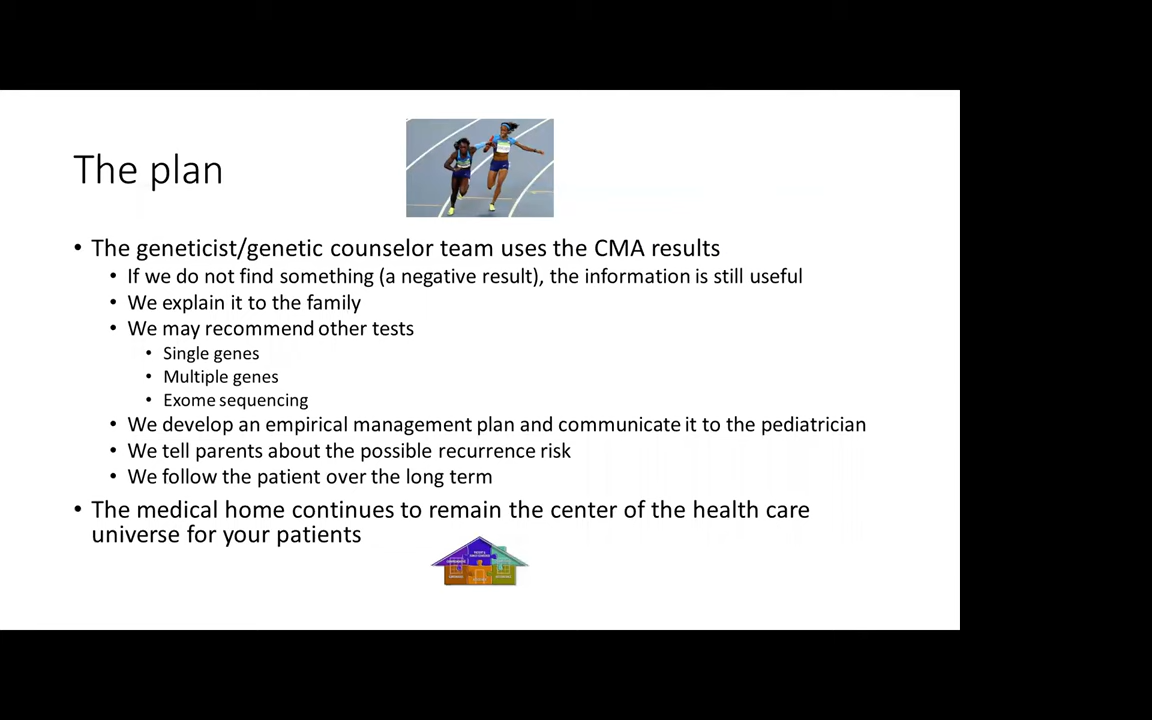 The plan
• The geneticist/genetic counselor team uses the CMA results
• If we do not find something (a negative result), the information is still useful
• We explain it to the family
• We may recommend other tests
• Single genes
• Multiple genes
• Exome sequencing
• We develop an empirical management plan and communicate it to the pediatrician
• We tell parents about the possible recurrence risk
• We follow the patient over the long term
• The medical home continues to remain the center of the health care
universe for your patients